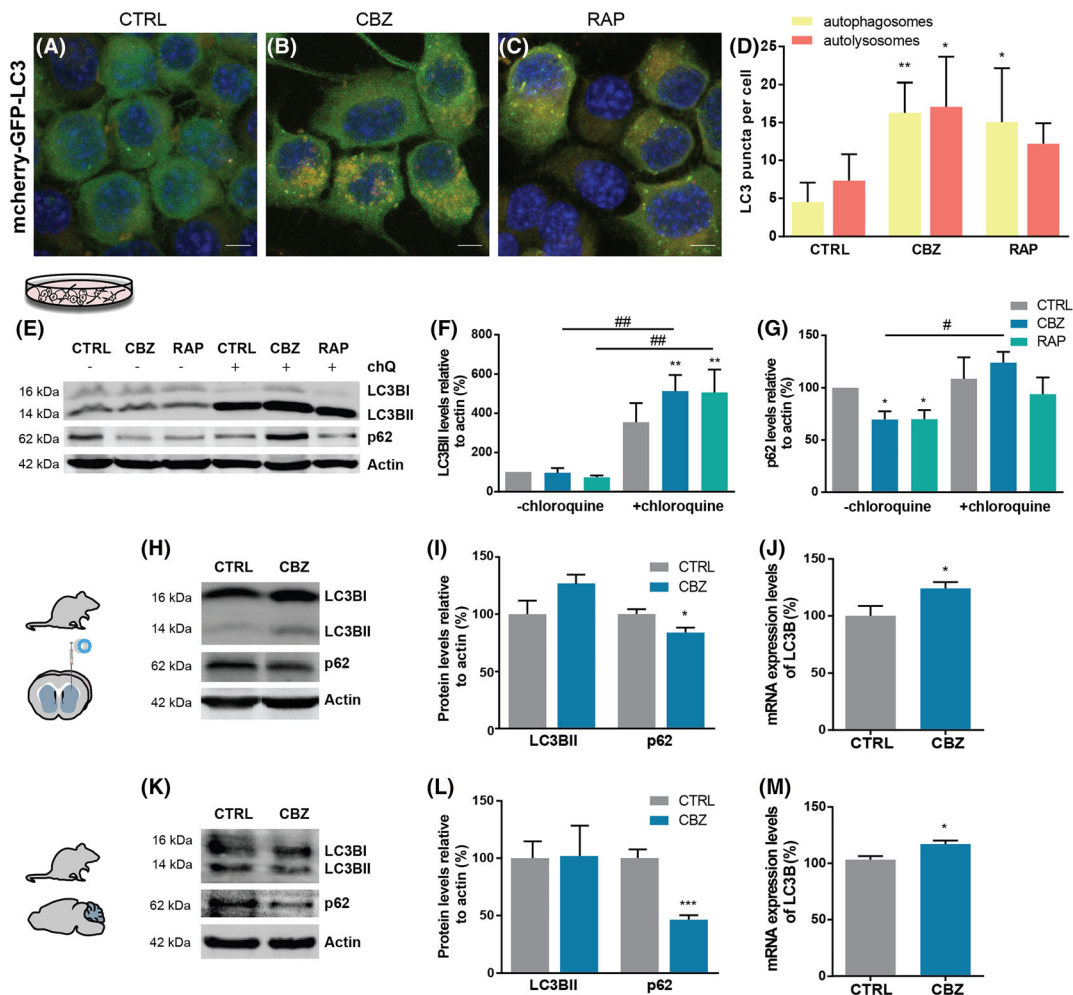 CTRL CBZ RAP
mcherry-GFP-LC3
(A) (B) (C)
(D)
autophagosomes
autolysosomes
LC3 puncta per cell
25
20
15
10
5
0
** * *
CTRL CBZ RAP
(E)
CTRL CBZ RAP CTRL CBZ RAP
- - - + + + chQ
16 kDa LC3BI
14 kDa LC3BII
62 kDa p62
42 kDa Actin
(F)
LC3BII levels relative
to actin (%)
800
600
400
200
0
##
##
** **
-chloroquine +chloroquine
(G)
CTRL
CBZ
RAP
p62 levels relative
to actin (%)
150
100
50
0
#
* *
-chloroquine +chloroquine
(H)
CTRL CBZ
16 kDa LC3BI
14 kDa LC3BII
62 kDa p62
42 kDa Actin
(I)
CTRL
CBZ
Protein levels relative
to actin (%)
150
100
50
0
*
LC3BII p62
(J)
mRNA expression levels
of LC3B (%)
150
100
50
0
*
CTRL CBZ
(K)
CTRL CBZ
16 kDa LC3BI
14 kDa LC3BII
62 kDa p62
42 kDa Actin
(L)
CTRL
CBZ
Protein levels relative
to actin (%)
150
100
50
0
***
LC3BII p62
(M)
mRNA expression levels
of LC3B (%)
150
100
50
0
*
CTRL CBZ